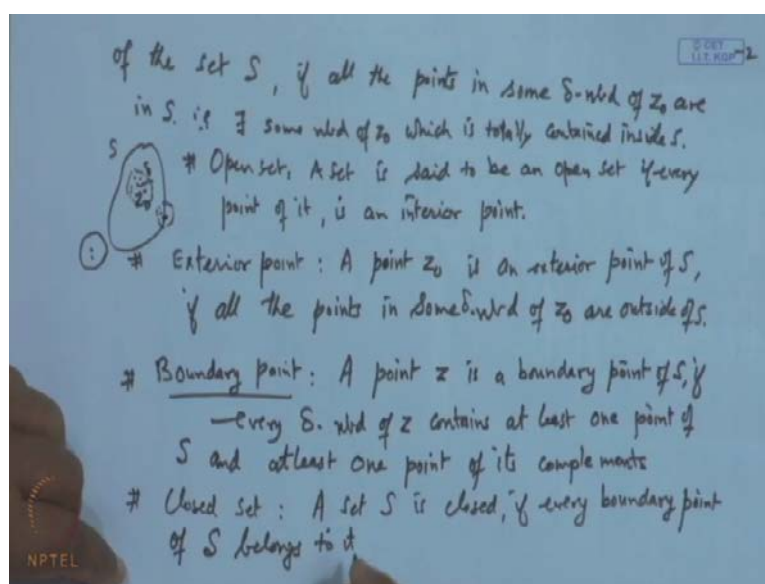 © CET
I.I.T. KGP
-2
of the set S, if all the points in some δ-nbd of z₀ are
in S. i.e ∃ some nbd of z₀ which is totally contained inside S.
S
# Open set. A set is said to be an open set if every
point of it, is an interior point.
# Exterior point : A point z₀ is an exterior point of S,
if all the points in some δ-nbd of z₀ are outside of S.
# Boundary point : A point z is a boundary point of S, if
every δ-nbd of z contains at least one point of
S and atleast one point of its complements
# Closed set : A set S is closed, if every boundary point
of S belongs to it
NPTEL